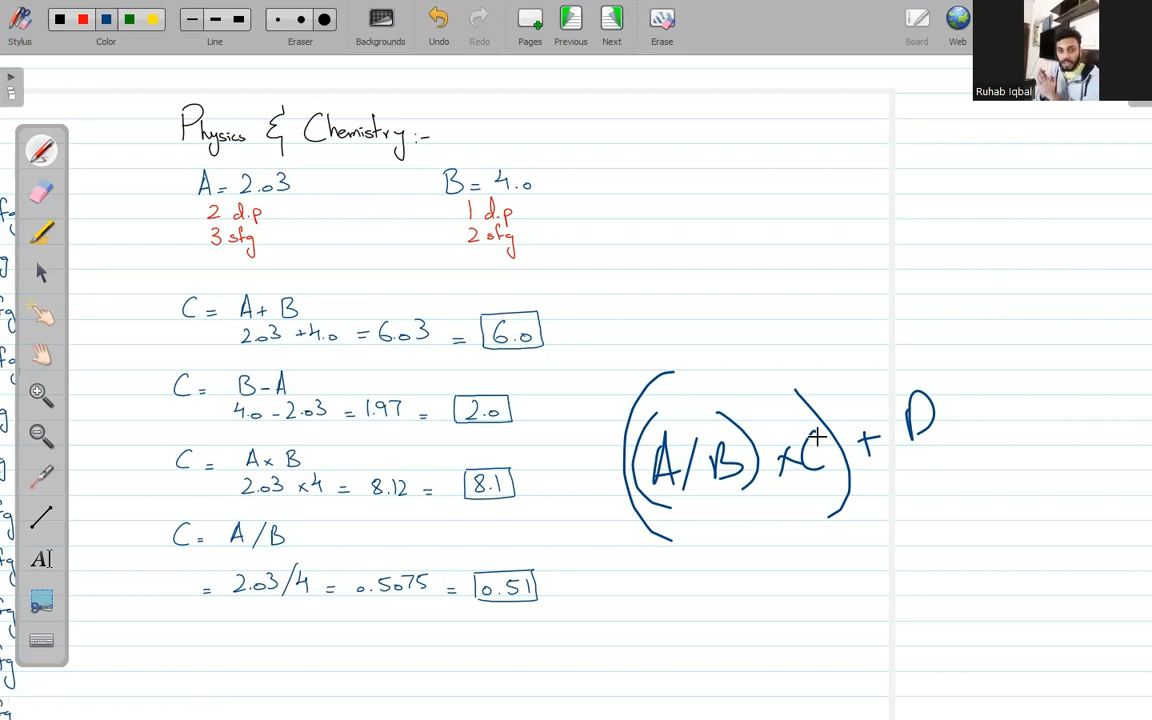 Stylus Color Line Eraser Backgrounds Undo Redo Pages Previous Next Erase Board Web
Ruhab Iqbal
Physics & Chemistry:-
A = 2.03 B = 4.0
2 d.p 1 d.p
3 sfg 2 sfg
C = A + B
2.03 + 4.0 = 6.03 = 6.0
C = B - A
4.0 - 2.03 = 1.97 = 2.0
C = A × B
2.03 × 4 = 8.12 = 8.1
C = A / B
= 2.03/4 = 0.5075 = 0.51
((A/B) × C) + D
A